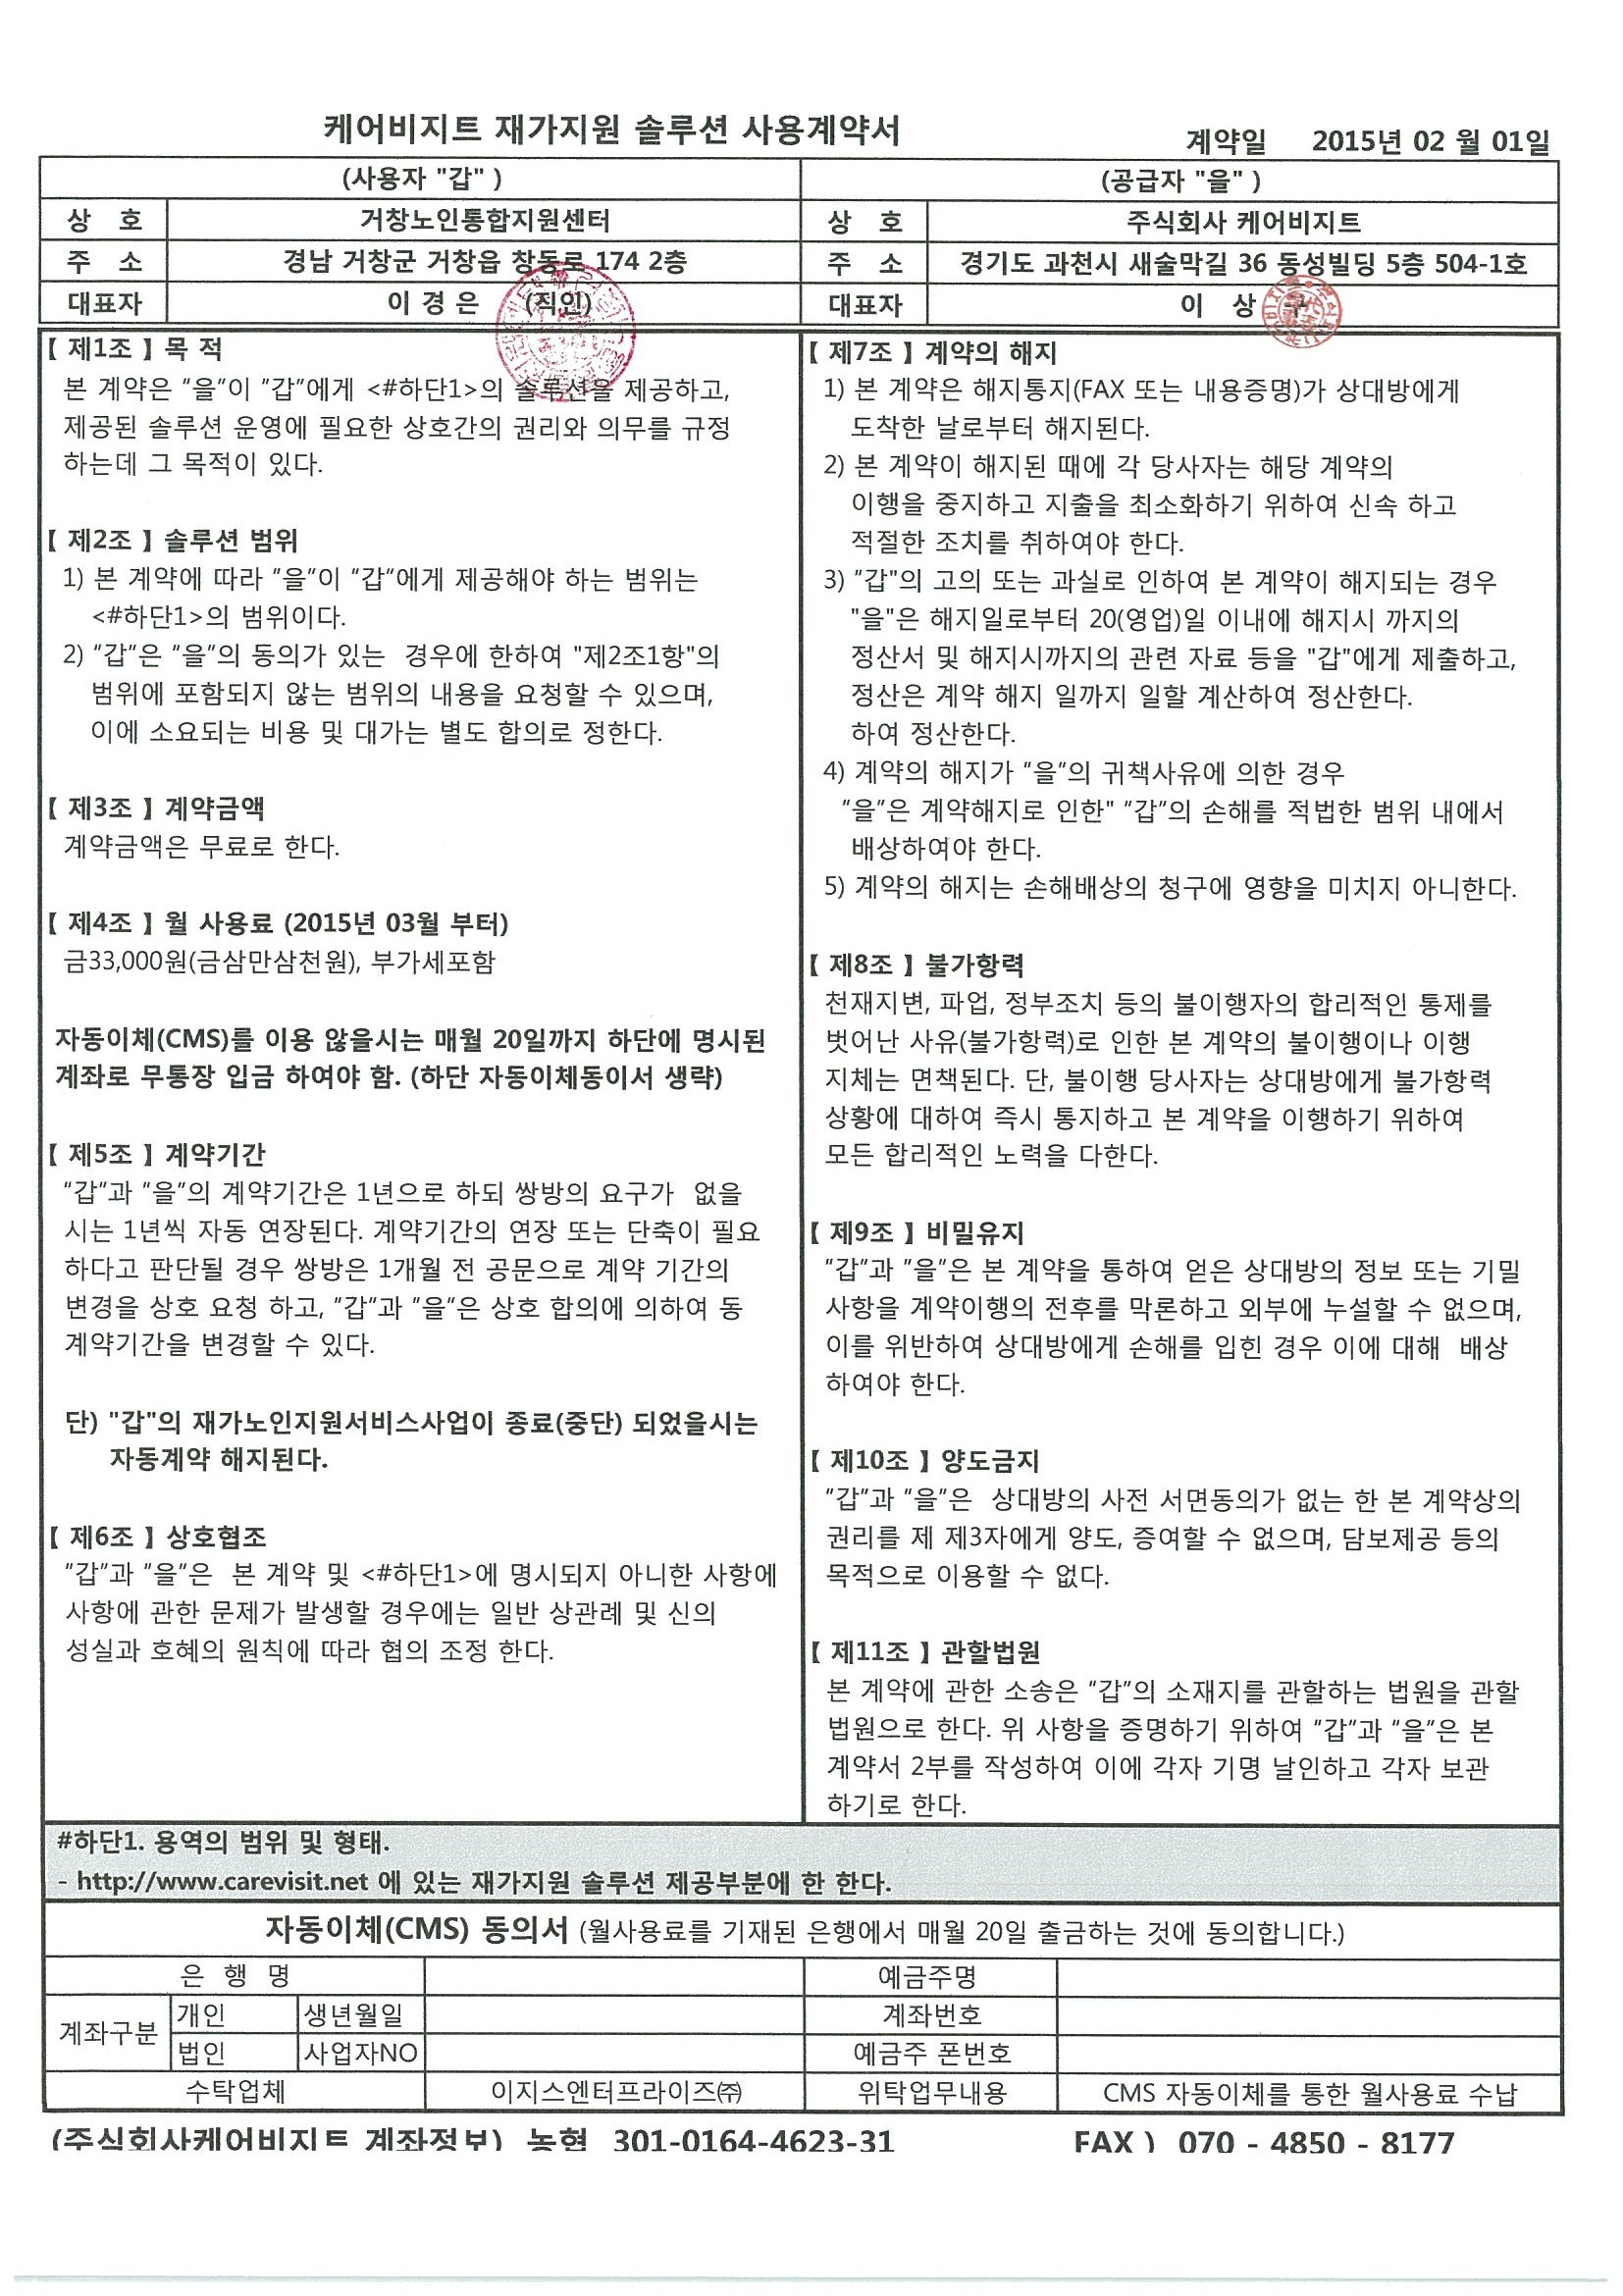 케어비지트 재가지원 솔루션 사용계약서
계약일 2015년 02 월 01일
(사용자 "갑" )
(공급자 "을" )
상 호 거창노인통합지원센터
상 호 주식회사 케어비지트
주 소 경남 거창군 거창읍 창동로 174 2층
주 소 경기도 과천시 새술막길 36 동성빌딩 5층 504-1호
대표자 이 경 은 (직인)
대표자 이 상 구
【 제1조 】 목 적
본 계약은 "을"이 "갑"에게 <#하단1>의 솔루션을 제공하고,
제공된 솔루션 운영에 필요한 상호간의 권리와 의무를 규정
하는데 그 목적이 있다.
【 제2조 】 솔루션 범위
1) 본 계약에 따라 "을"이 "갑"에게 제공해야 하는 범위는
<#하단1>의 범위이다.
2) "갑"은 "을"의 동의가 있는 경우에 한하여 "제2조1항"의
범위에 포함되지 않는 범위의 내용을 요청할 수 있으며,
이에 소요되는 비용 및 대가는 별도 합의로 정한다.
【 제3조 】 계약금액
계약금액은 무료로 한다.
【 제4조 】 월 사용료 (2015년 03월 부터)
금33,000원(금삼만삼천원), 부가세포함
자동이체(CMS)를 이용 않을시는 매월 20일까지 하단에 명시된
계좌로 무통장 입금 하여야 함. (하단 자동이체동이서 생략)
【 제5조 】 계약기간
"갑"과 "을"의 계약기간은 1년으로 하되 쌍방의 요구가 없을
시는 1년씩 자동 연장된다. 계약기간의 연장 또는 단축이 필요
하다고 판단될 경우 쌍방은 1개월 전 공문으로 계약 기간의
변경을 상호 요청 하고, "갑"과 "을"은 상호 합의에 의하여 동
계약기간을 변경할 수 있다.
단) "갑"의 재가노인지원서비스사업이 종료(중단) 되었을시는
자동계약 해지된다.
【 제6조 】 상호협조
"갑"과 "을"은 본 계약 및 <#하단1>에 명시되지 아니한 사항에
사항에 관한 문제가 발생할 경우에는 일반 상관례 및 신의
성실과 호혜의 원칙에 따라 협의 조정 한다.
【 제7조 】 계약의 해지
1) 본 계약은 해지통지(FAX 또는 내용증명)가 상대방에게
도착한 날로부터 해지된다.
2) 본 계약이 해지된 때에 각 당사자는 해당 계약의
이행을 중지하고 지출을 최소화하기 위하여 신속 하고
적절한 조치를 취하여야 한다.
3) "갑"의 고의 또는 과실로 인하여 본 계약이 해지되는 경우
"을"은 해지일로부터 20(영업)일 이내에 해지시 까지의
정산서 및 해지시까지의 관련 자료 등을 "갑"에게 제출하고,
정산은 계약 해지 일까지 일할 계산하여 정산한다.
하여 정산한다.
4) 계약의 해지가 "을"의 귀책사유에 의한 경우
"을"은 계약해지로 인한" "갑"의 손해를 적법한 범위 내에서
배상하여야 한다.
5) 계약의 해지는 손해배상의 청구에 영향을 미치지 아니한다.
【 제8조 】 불가항력
천재지변, 파업, 정부조치 등의 불이행자의 합리적인 통제를
벗어난 사유(불가항력)로 인한 본 계약의 불이행이나 이행
지체는 면책된다. 단, 불이행 당사자는 상대방에게 불가항력
상황에 대하여 즉시 통지하고 본 계약을 이행하기 위하여
모든 합리적인 노력을 다한다.
【 제9조 】 비밀유지
"갑"과 "을"은 본 계약을 통하여 얻은 상대방의 정보 또는 기밀
사항을 계약이행의 전후를 막론하고 외부에 누설할 수 없으며,
이를 위반하여 상대방에게 손해를 입힌 경우 이에 대해 배상
하여야 한다.
【 제10조 】 양도금지
"갑"과 "을"은 상대방의 사전 서면동의가 없는 한 본 계약상의
권리를 제 제3자에게 양도, 증여할 수 없으며, 담보제공 등의
목적으로 이용할 수 없다.
【 제11조 】 관할법원
본 계약에 관한 소송은 "갑"의 소재지를 관할하는 법원을 관할
법원으로 한다. 위 사항을 증명하기 위하여 "갑"과 "을"은 본
계약서 2부를 작성하여 이에 각자 기명 날인하고 각자 보관
하기로 한다.
#하단1. 용역의 범위 및 형태.
- http://www.carevisit.net 에 있는 재가지원 솔루션 제공부분에 한 한다.
자동이체(CMS) 동의서 (월사용료를 기재된 은행에서 매월 20일 출금하는 것에 동의합니다.)
은 행 명 예금주명
계좌구분 개인 생년월일 계좌번호
법인 사업자NO 예금주 폰번호
수탁업체 이지스엔터프라이즈㈜ 위탁업무내용 CMS 자동이체를 통한 월사용료 수납
(주식회사케어비지트 계좌정보) 농협 301-0164-4623-31
FAX ) 070 - 4850 - 8177